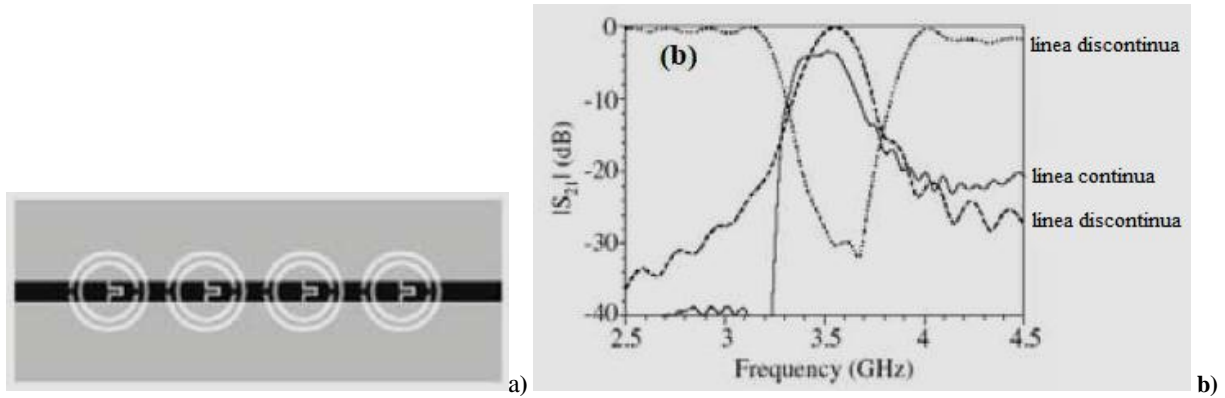 (b)
0
-10
-20
-30
-40
|S21| (dB)
2.5 3 3.5 4 4.5
Frequency (GHz)
linea discontinua
linea continua
linea discontinua
a)
b)